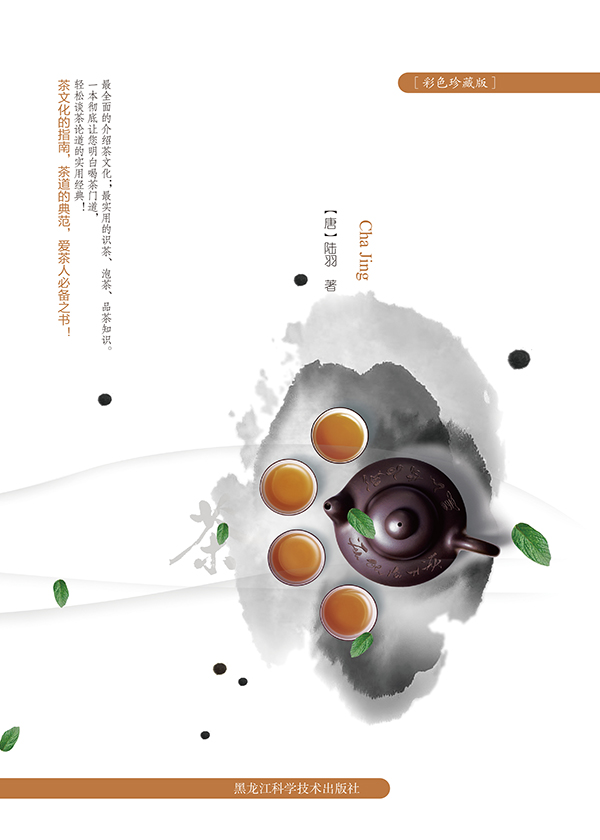 [ 彩色珍藏版 ]
最全面的介绍茶文化；最实用的识茶、泡茶、品茶知识。
一本彻底让您明白喝茶门道，
轻松谈茶论道的实用经典！
茶文化的指南，茶道的典范，爱茶人必备之书！
Cha Jing
【唐】陆羽 著
茶
黑龙江科学技术出版社